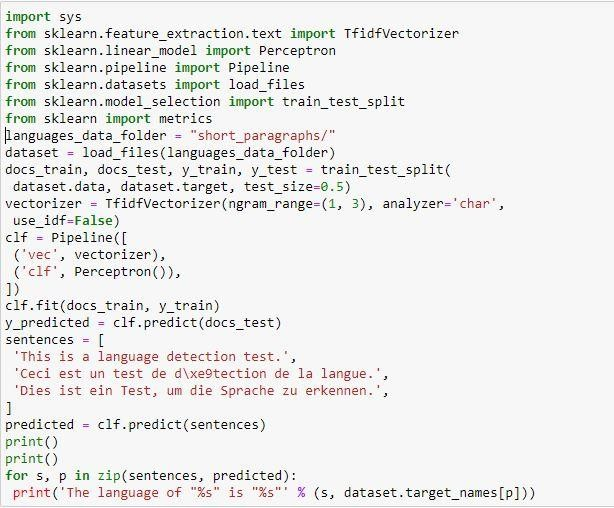 import sys
from sklearn.feature_extraction.text import TfidfVectorizer
from sklearn.linear_model import Perceptron
from sklearn.pipeline import Pipeline
from sklearn.datasets import load_files
from sklearn.model_selection import train_test_split
from sklearn import metrics
languages_data_folder = "short_paragraphs/"
dataset = load_files(languages_data_folder)
docs_train, docs_test, y_train, y_test = train_test_split(
 dataset.data, dataset.target, test_size=0.5)
vectorizer = TfidfVectorizer(ngram_range=(1, 3), analyzer='char',
 use_idf=False)
clf = Pipeline([
 ('vec', vectorizer),
 ('clf', Perceptron()),
])
clf.fit(docs_train, y_train)
y_predicted = clf.predict(docs_test)
sentences = [
 'This is a language detection test.',
 'Ceci est un test de d\xe9tection de la langue.',
 'Dies ist ein Test, um die Sprache zu erkennen.',
]
predicted = clf.predict(sentences)
print()
print()
for s, p in zip(sentences, predicted):
 print('The language of "%s" is "%s"' % (s, dataset.target_names[p]))